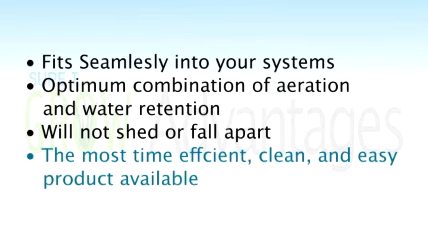 • Fits Seamlesly into your systems
• Optimum combination of aeration
and water retention
• Will not shed or fall apart
• The most time effcient, clean, and easy
product available
Advantages